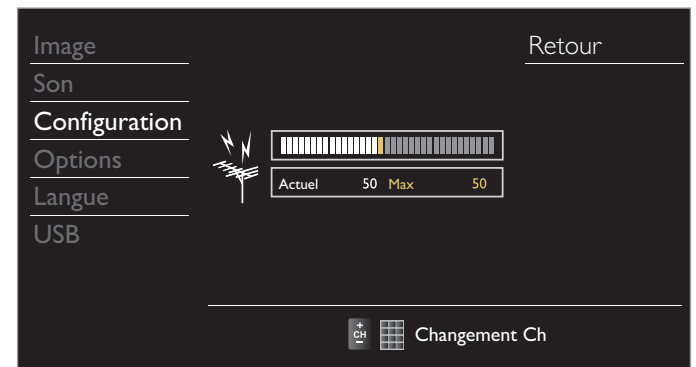 Image
Retour
Son
Configuration
Options
Actuel 50 Max 50
Langue
USB
+
CH
−
Changement Ch